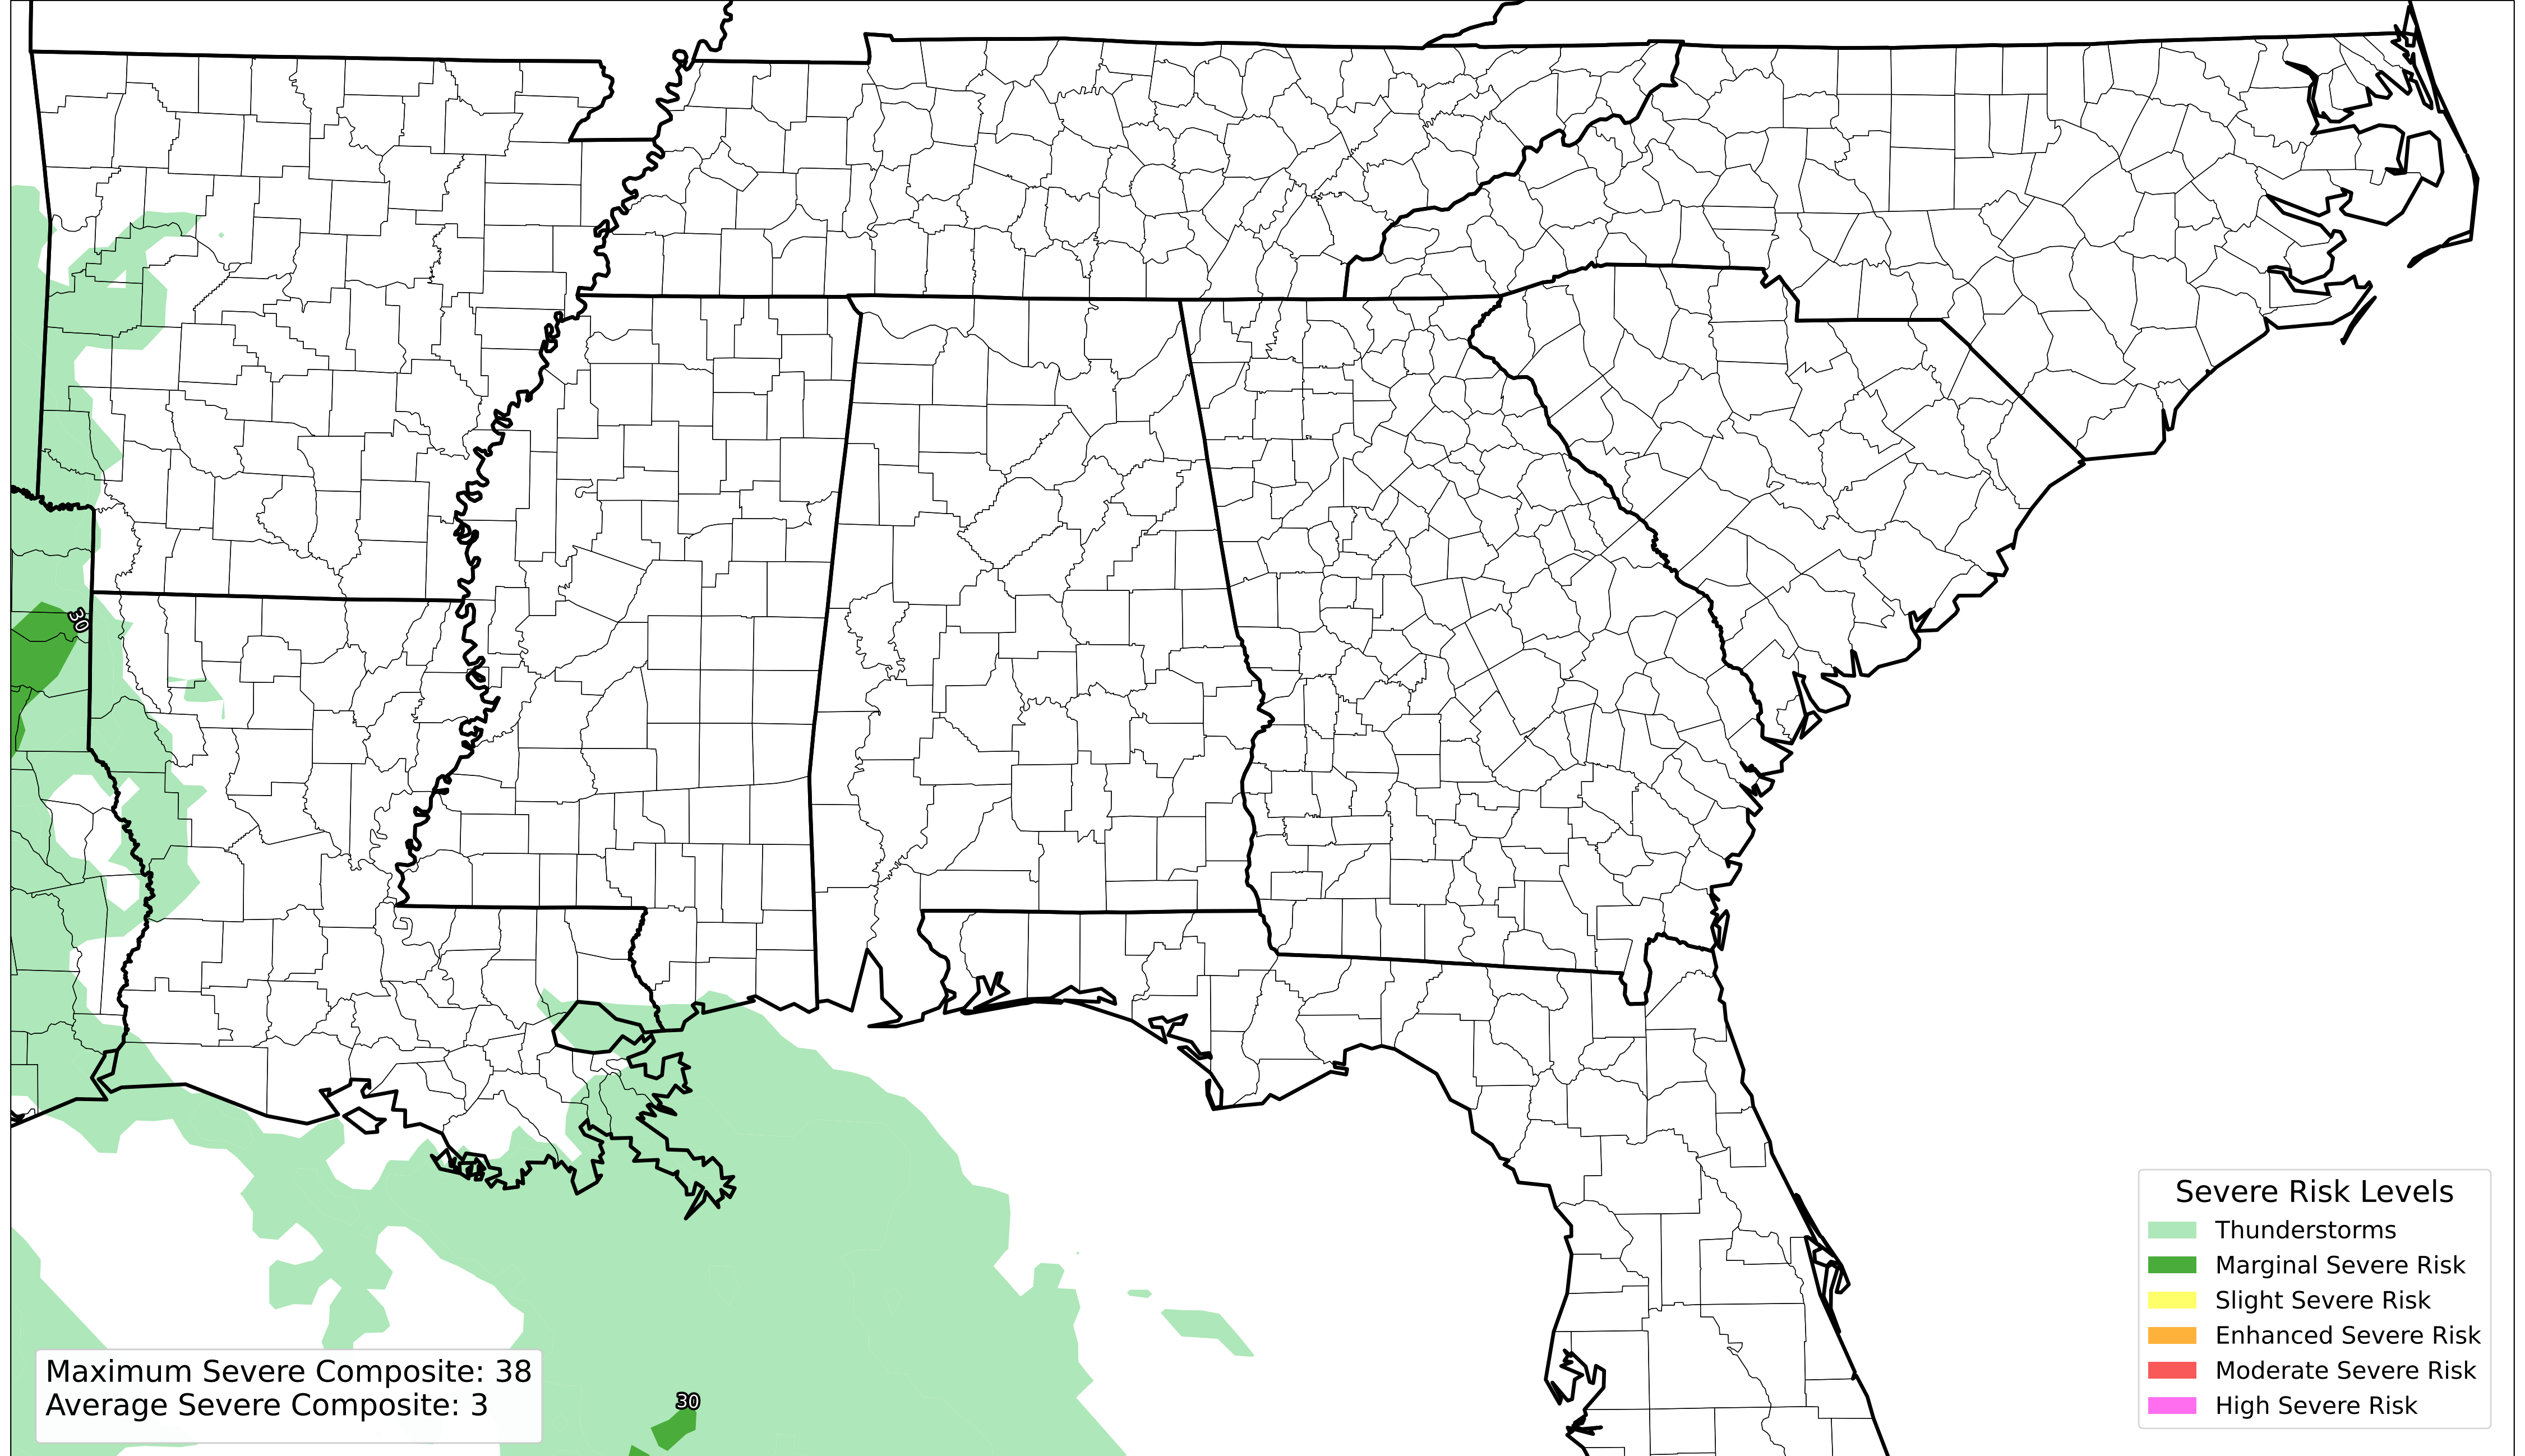 30
30
Maximum Severe Composite: 38
Average Severe Composite: 3
Severe Risk Levels
Thunderstorms
Marginal Severe Risk
Slight Severe Risk
Enhanced Severe Risk
Moderate Severe Risk
High Severe Risk